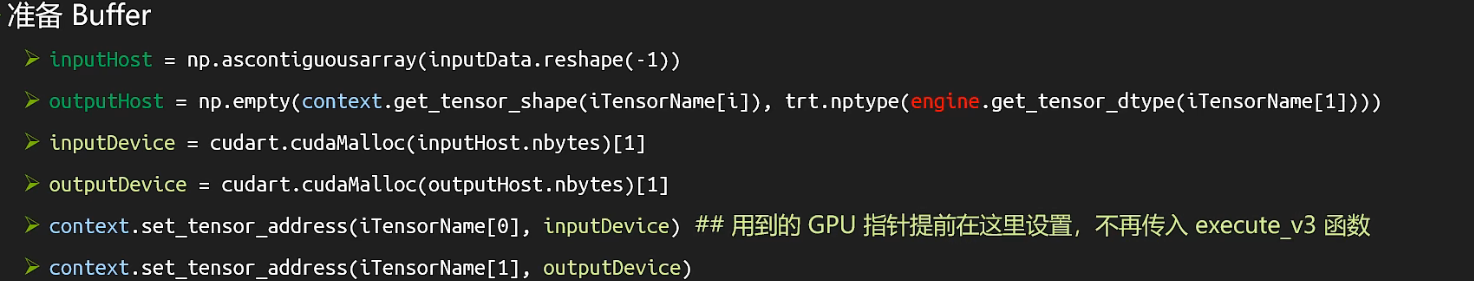 准备 Buffer
inputHost = np.ascontiguousarray(inputData.reshape(-1))
outputHost = np.empty(context.get_tensor_shape(iTensorName[i]), trt.nptype(engine.get_tensor_dtype(iTensorName[1])))
inputDevice = cudart.cudaMalloc(inputHost.nbytes)[1]
outputDevice = cudart.cudaMalloc(outputHost.nbytes)[1]
context.set_tensor_address(iTensorName[0], inputDevice) ## 用到的 GPU 指针提前在这里设置，不再传入 execute_v3 函数
context.set_tensor_address(iTensorName[1], outputDevice)